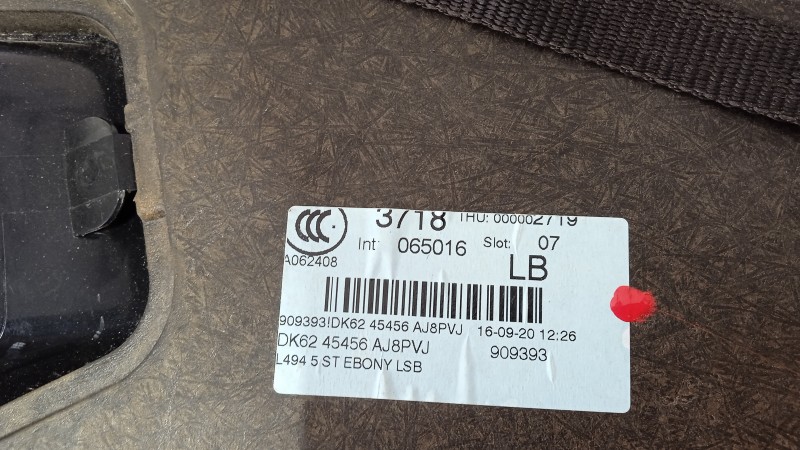 CCC 3718 THU: 000002719
Int: 065016 Slot: 07
A062408 LB
909393!DK62 45456 AJ8PVJ 16-09-20 12:26
DK62 45456 AJ8PVJ 909393
L494 5 ST EBONY LSB